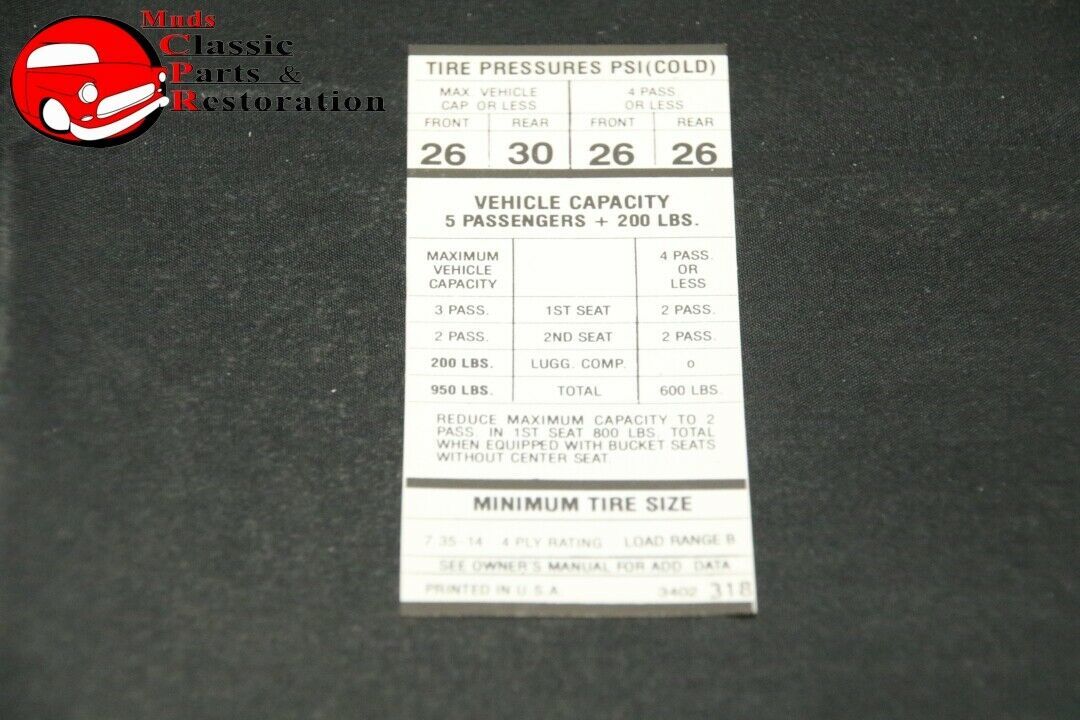 Muds
Classic
Parts &
Restoration
TIRE PRESSURES PSI(COLD)
MAX. VEHICLE
CAP OR LESS
4 PASS
OR LESS
FRONT REAR FRONT REAR
26 30 26 26
VEHICLE CAPACITY
5 PASSENGERS + 200 LBS.
MAXIMUM
VEHICLE
CAPACITY
4 PASS.
OR
LESS
3 PASS. 1ST SEAT 2 PASS.
2 PASS. 2ND SEAT 2 PASS.
200 LBS. LUGG. COMP. 0
950 LBS. TOTAL 600 LBS.
REDUCE MAXIMUM CAPACITY TO 2
PASS. IN 1ST SEAT 800 LBS. TOTAL
WHEN EQUIPPED WITH BUCKET SEATS
WITHOUT CENTER SEAT.
MINIMUM TIRE SIZE
7.35-14 4 PLY RATING LOAD RANGE B
SEE OWNER'S MANUAL FOR ADD. DATA
PRINTED IN U.S.A. 3402 318